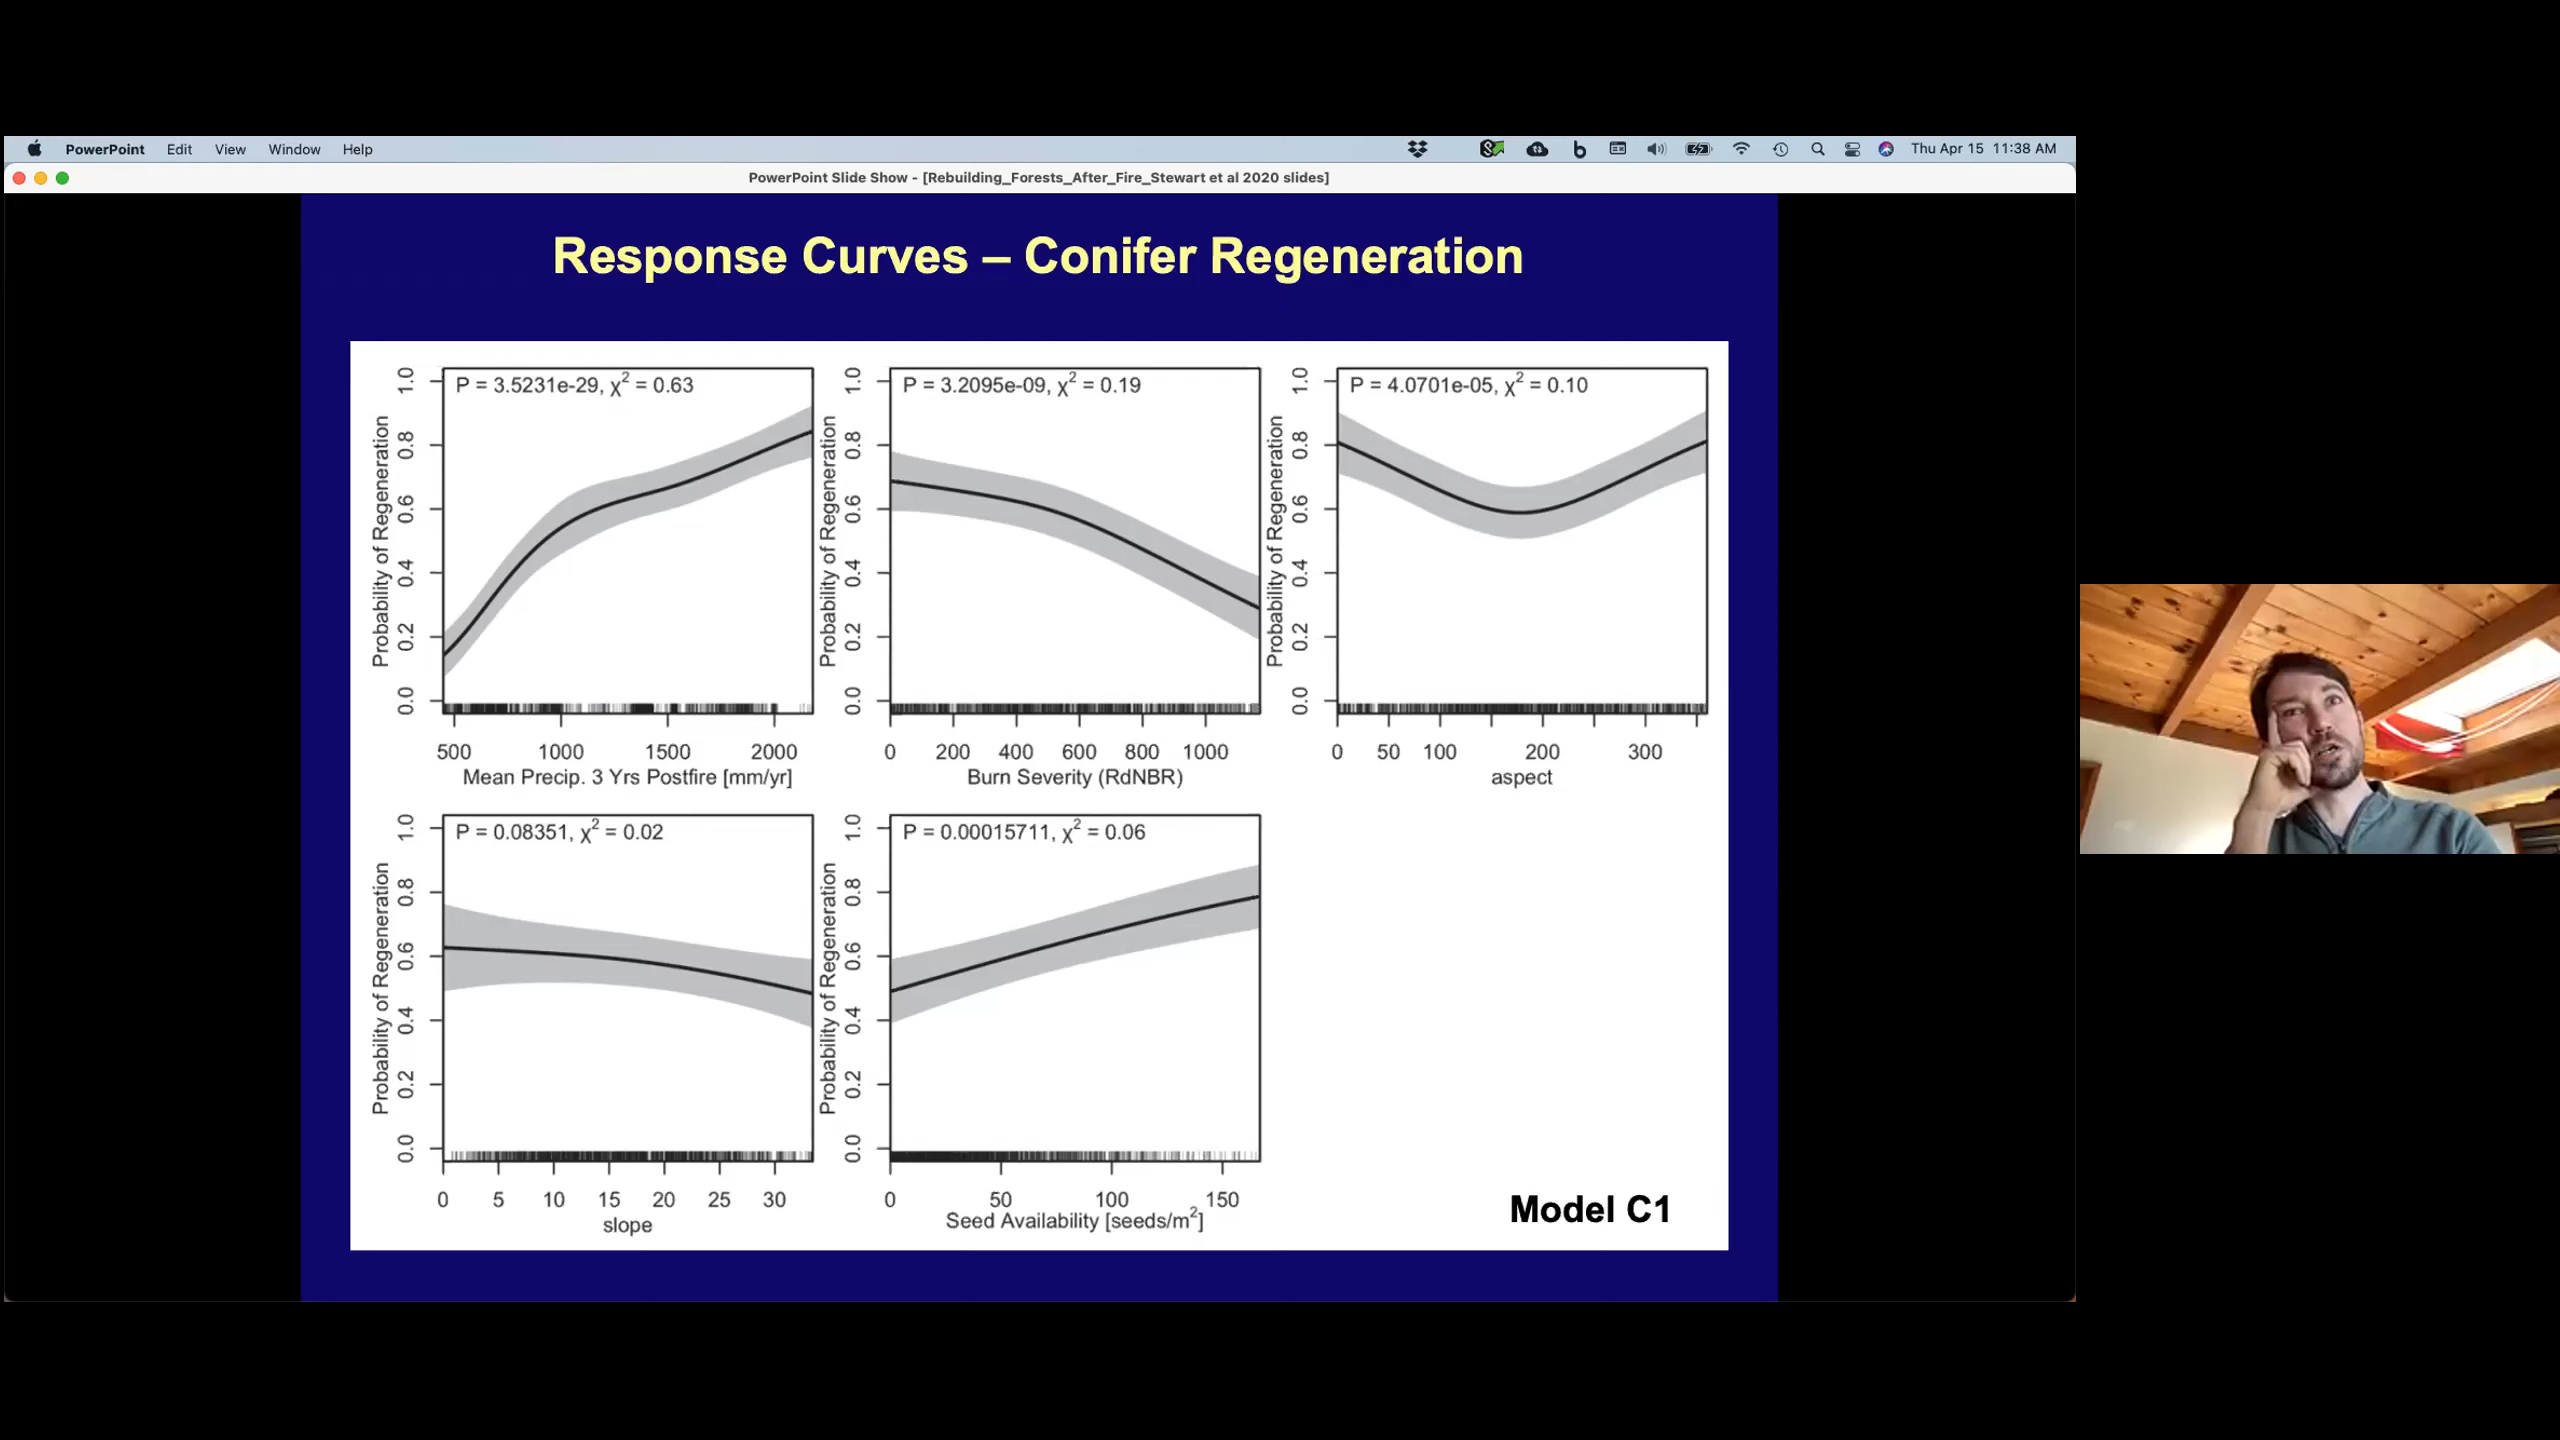 PowerPoint Edit View Window Help Thu Apr 15 11:38 AM
PowerPoint Slide Show - [Rebuilding_Forests_After_Fire_Stewart et al 2020 slides]
Response Curves – Conifer Regeneration
P = 3.5231e-29, χ² = 0.63
Probability of Regeneration
0.0 0.2 0.4 0.6 0.8 1.0
500 1000 1500 2000
Mean Precip. 3 Yrs Postfire [mm/yr]
P = 3.2095e-09, χ² = 0.19
Probability of Regeneration
0.0 0.2 0.4 0.6 0.8 1.0
0 200 400 600 800 1000
Burn Severity (RdNBR)
P = 4.0701e-05, χ² = 0.10
Probability of Regeneration
0.0 0.2 0.4 0.6 0.8 1.0
0 50 100 200 300
aspect
P = 0.08351, χ² = 0.02
Probability of Regeneration
0.0 0.2 0.4 0.6 0.8 1.0
0 5 10 15 20 25 30
slope
P = 0.00015711, χ² = 0.06
Probability of Regeneration
0.0 0.2 0.4 0.6 0.8 1.0
0 50 100 150
Seed Availability [seeds/m²]
Model C1